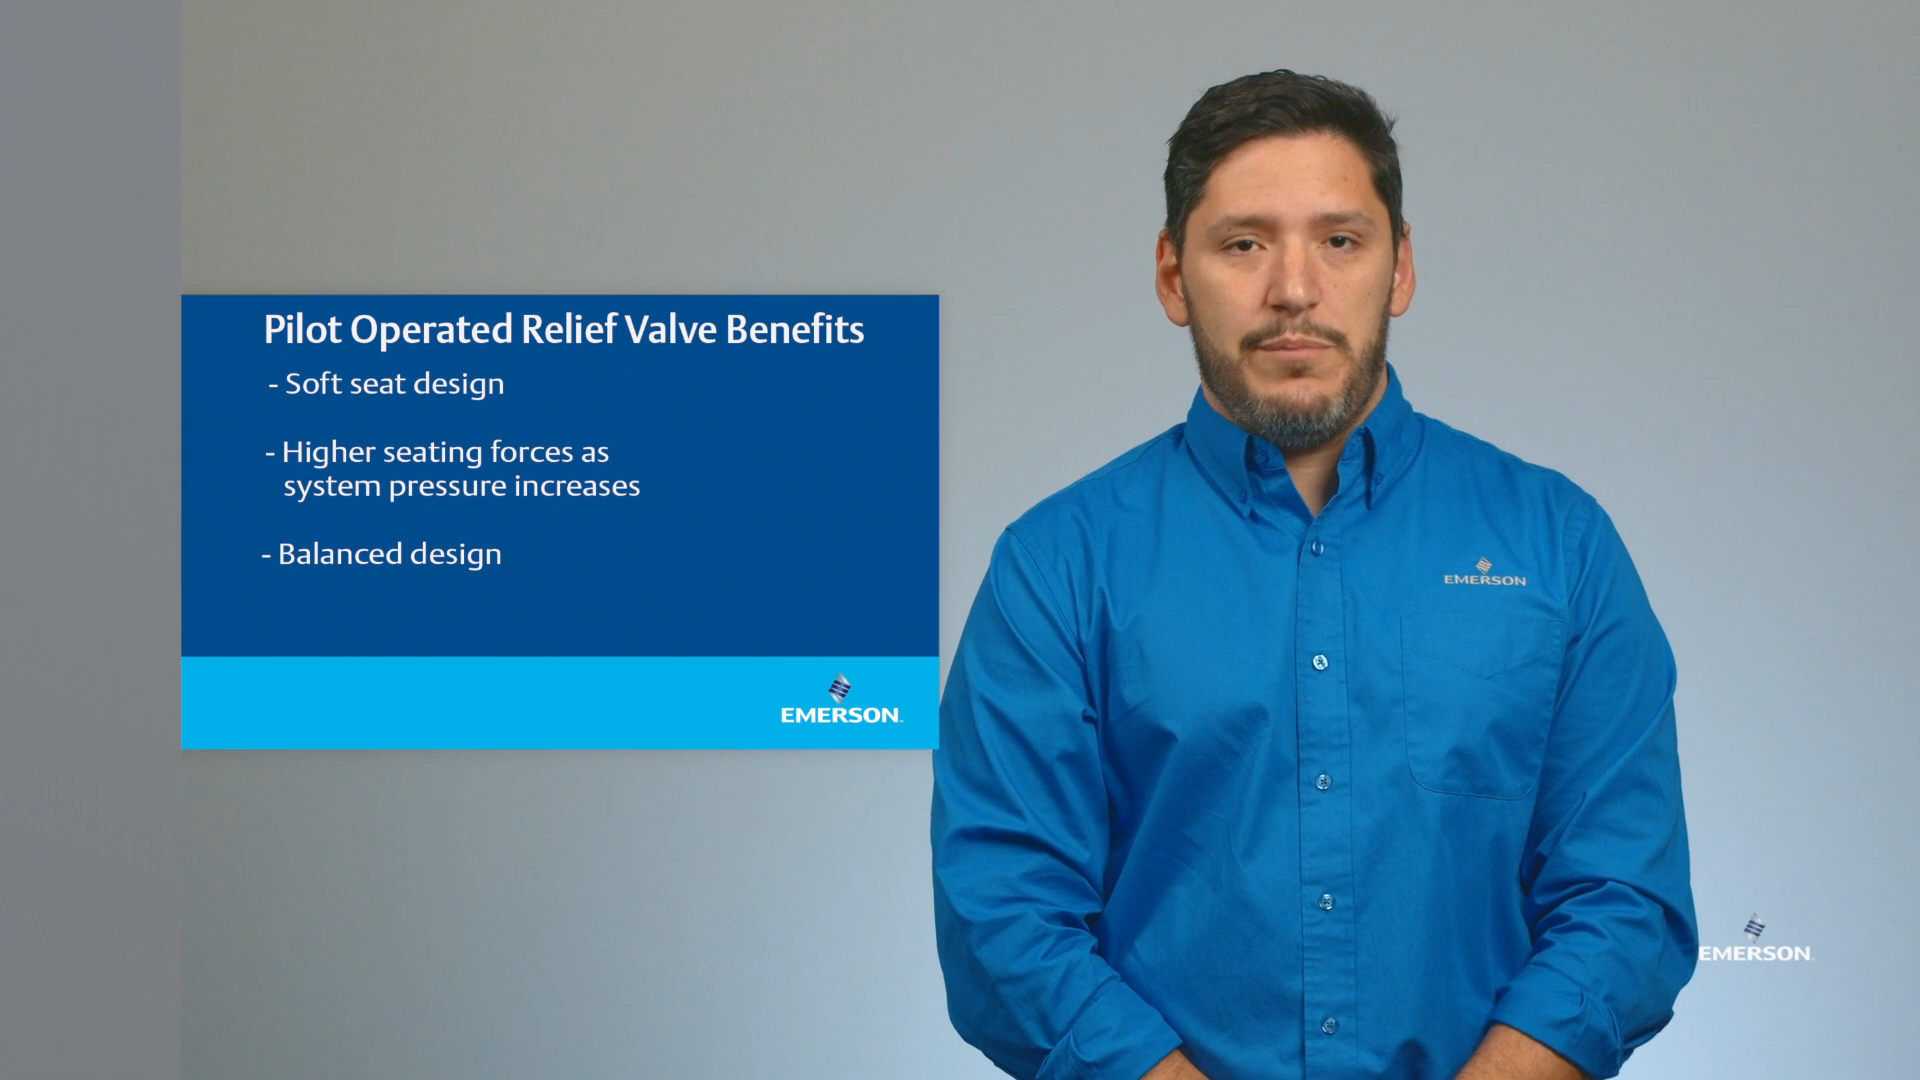 Pilot Operated Relief Valve Benefits
- Soft seat design
- Higher seating forces as
system pressure increases
- Balanced design
EMERSON
EMERSON
EMERSON